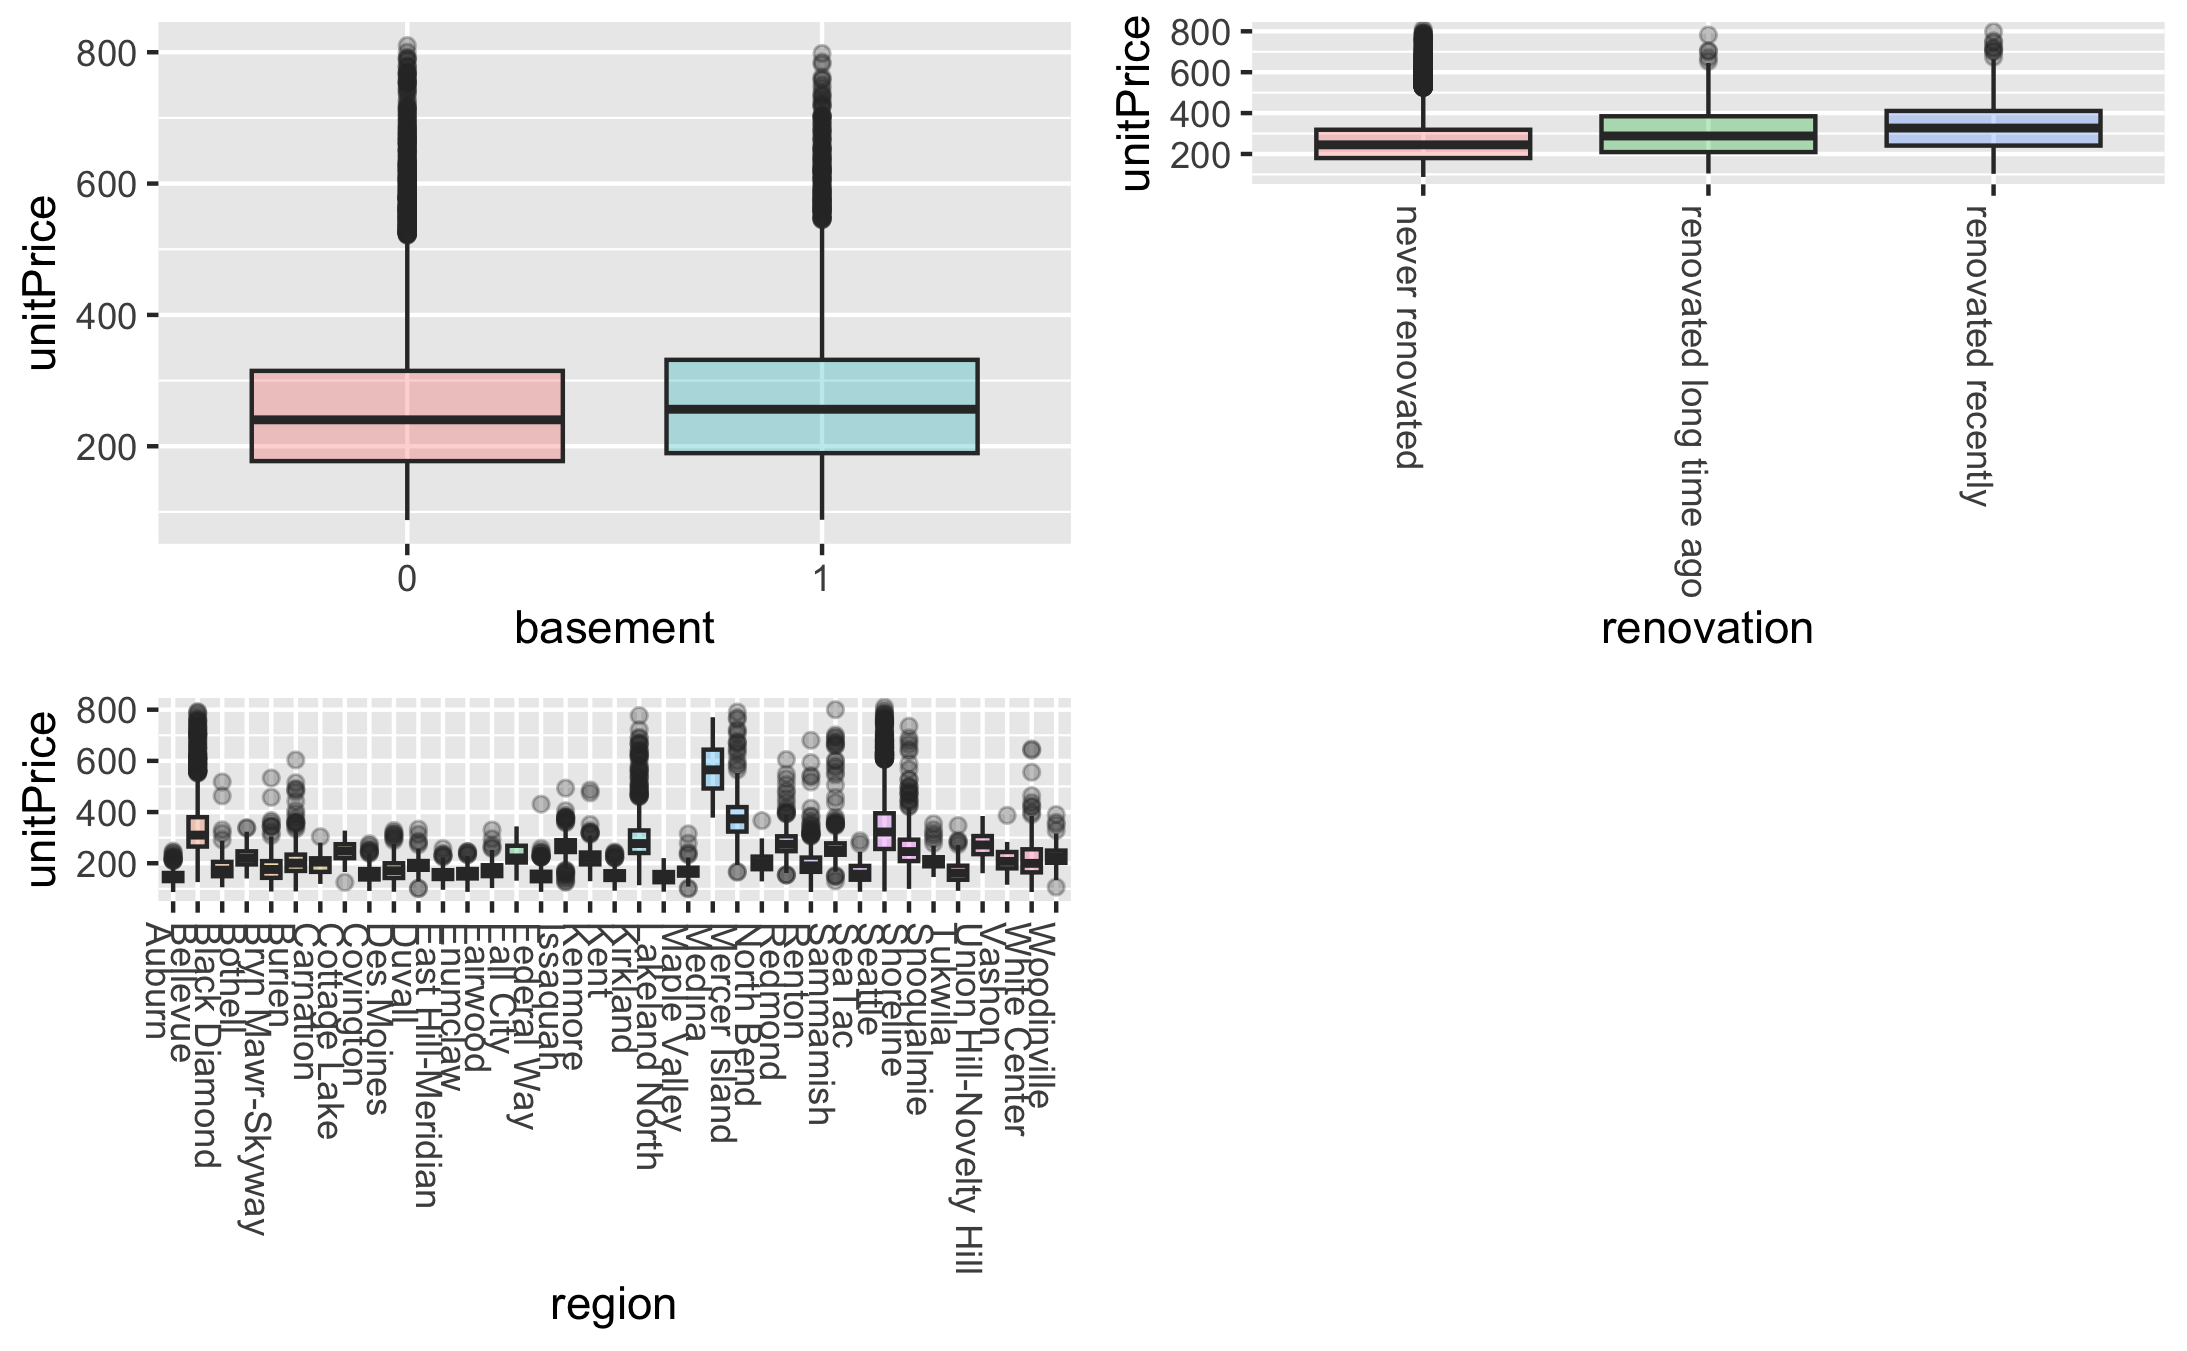 unitPrice
800
600
400
200
0
1
basement
unitPrice
800
600
400
200
never renovated
renovated long time ago
renovated recently
renovation
unitPrice
800
600
400
200
Auburn
Bellevue
Black Diamond
Bothell
Bryn Mawr-Skyway
Burien
Carnation
Cottage Lake
Covington
Des Moines
Duvall
East Hill-Meridian
Enumclaw
Fairwood
Fall City
Federal Way
Issaquah
Kenmore
Kent
Kirkland
Lakeland North
Maple Valley
Medina
Mercer Island
North Bend
Redmond
Renton
Sammamish
SeaTac
Seattle
Shoreline
Snoqualmie
Tukwila
Union Hill-Novelty Hill
Vashon
White Center
Woodinville
region